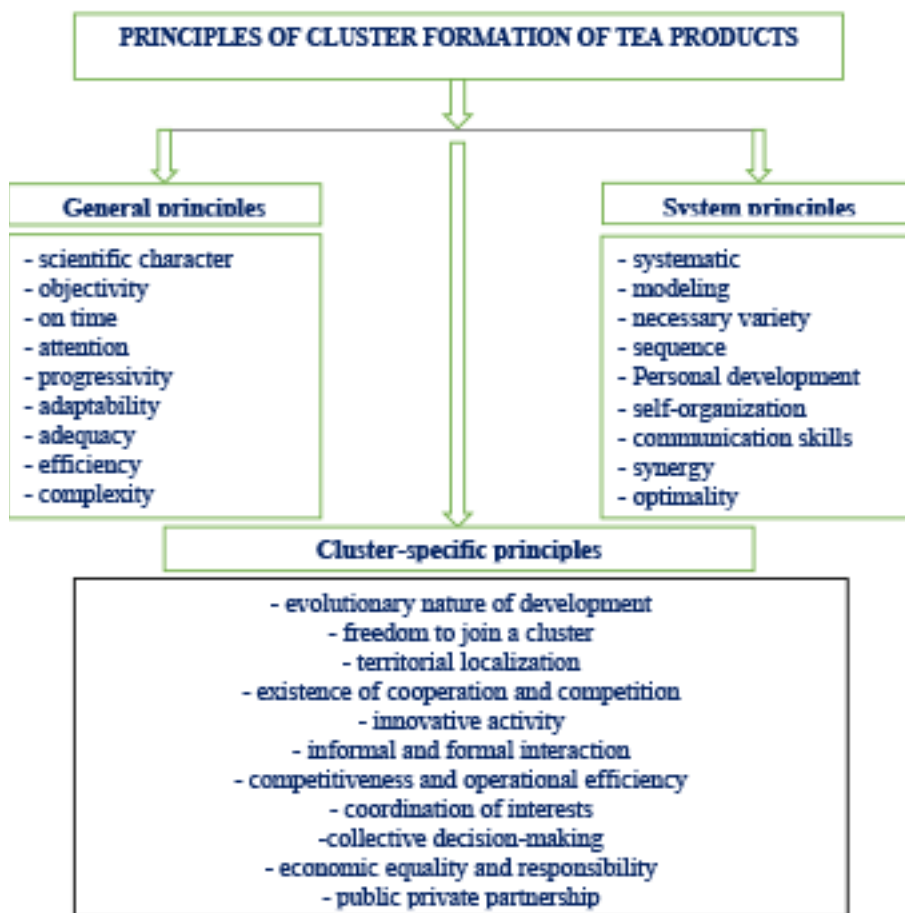 PRINCIPLES OF CLUSTER FORMATION OF TEA PRODUCTS
General principles
- scientific character
- objectivity
- on time
- attention
- progressivity
- adaptability
- adequacy
- efficiency
- complexity
System principles
- systematic
- modeling
- necessary variety
- sequence
- Personal development
- self-organization
- communication skills
- synergy
- optimality
Cluster-specific principles
- evolutionary nature of development
- freedom to join a cluster
- territorial localization
- existence of cooperation and competition
- innovative activity
- informal and formal interaction
- competitiveness and operational efficiency
- coordination of interests
-collective decision-making
- economic equality and responsibility
- public private partnership